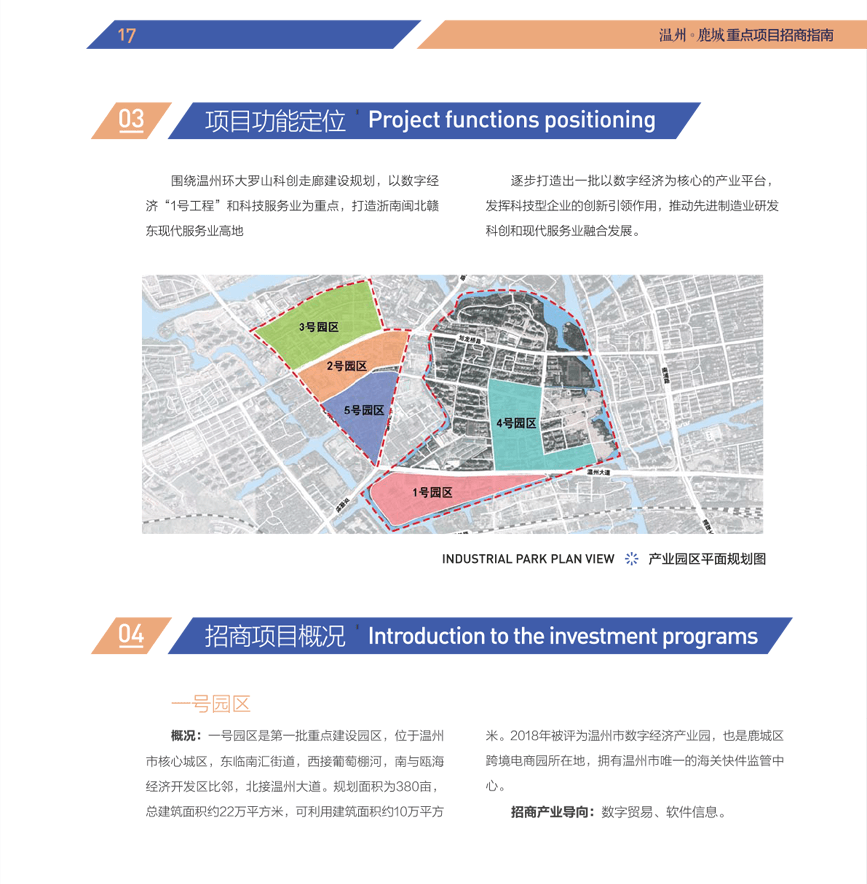 17
温州·鹿城重点项目招商指南
03
项目功能定位 Project functions positioning
围绕温州环大罗山科创走廊建设规划，以数字经
济“1号工程”和科技服务业为重点，打造浙南闽北赣
东现代服务业高地
逐步打造出一批以数字经济为核心的产业平台，
发挥科技型企业的创新引领作用，推动先进制造业研发
科创和现代服务业融合发展。
3号园区
2号园区
5号园区
4号园区
温州大道
1号园区
INDUSTRIAL PARK PLAN VIEW 产业园区平面规划图
04
招商项目概况 Introduction to the investment programs
一号园区
概况：一号园区是第一批重点建设园区，位于温州
市核心城区，东临南汇街道，西接葡萄棚河，南与瓯海
经济开发区比邻，北接温州大道。规划面积为380亩，
总建筑面积约22万平方米，可利用建筑面积约10万平方
米。2018年被评为温州市数字经济产业园，也是鹿城区
跨境电商园所在地，拥有温州市唯一的海关快件监管中
心。
招商产业导向：数字贸易、软件信息。